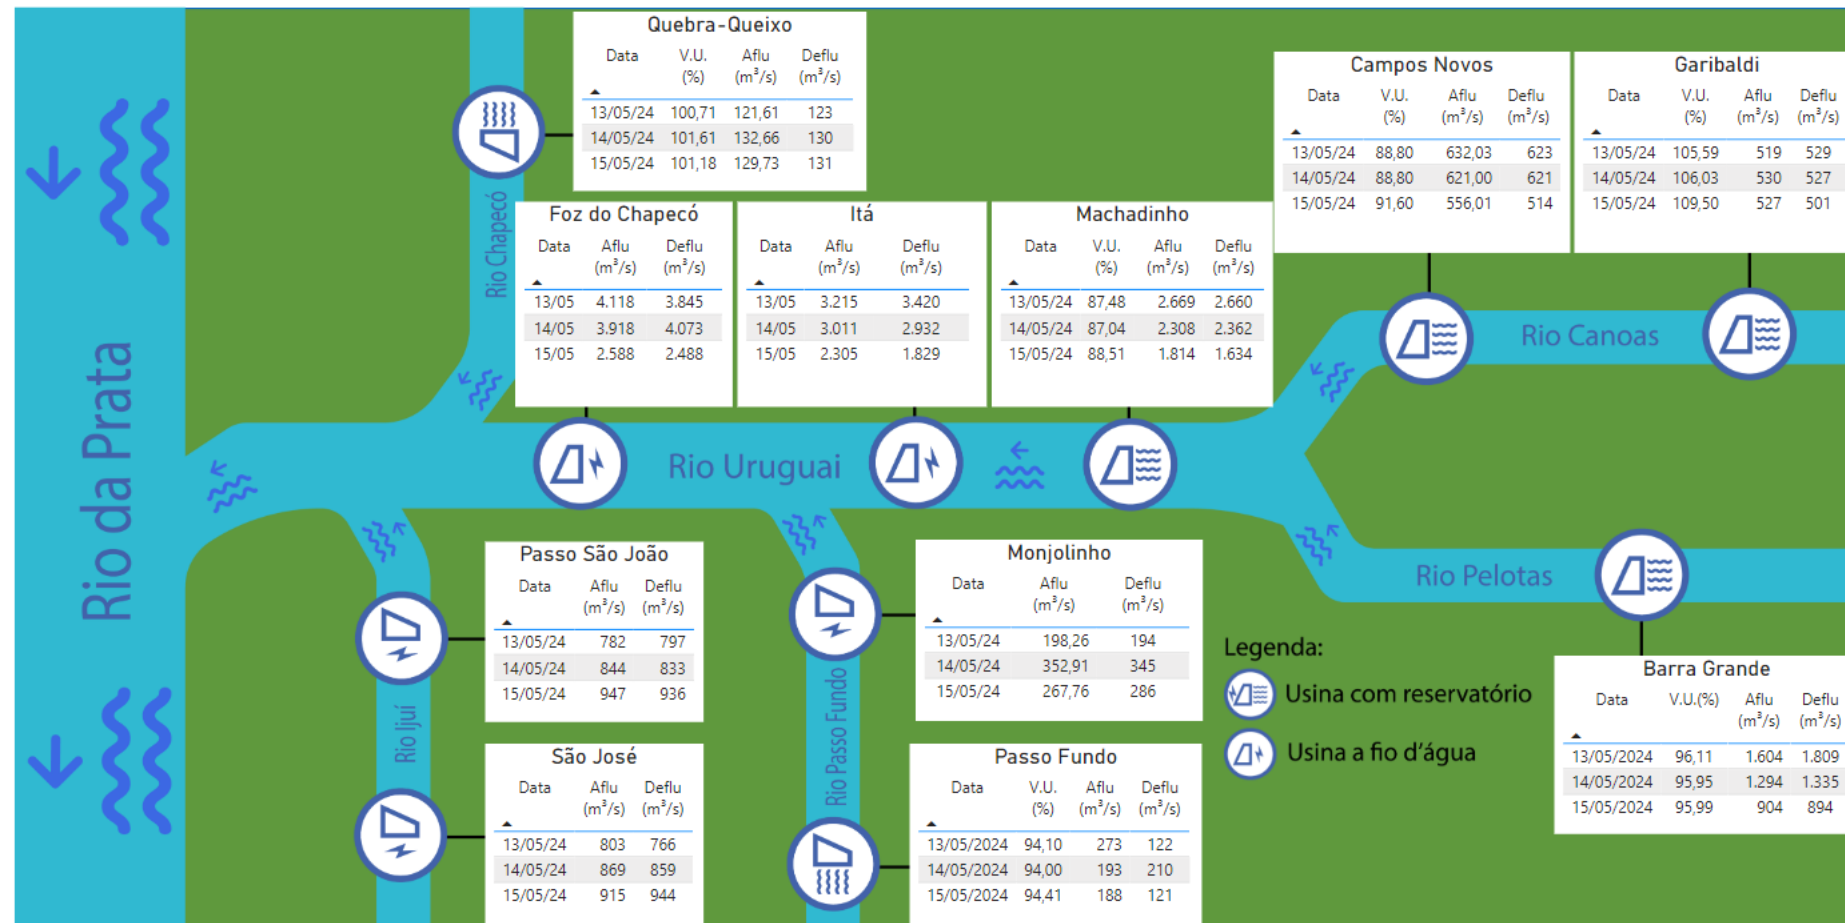 Quebra-Queixo
Data V.U. (%) Aflu (m³/s) Deflu (m³/s)
13/05/24 100,71 121,61 123
14/05/24 101,61 132,66 130
15/05/24 101,18 129,73 131
Campos Novos
Data V.U. (%) Aflu (m³/s) Deflu (m³/s)
13/05/24 88,80 632,03 623
14/05/24 88,80 621,00 621
15/05/24 91,60 556,01 514
Garibaldi
Data V.U. (%) Aflu (m³/s) Deflu (m³/s)
13/05/24 105,59 519 529
14/05/24 106,03 530 527
15/05/24 109,50 527 501
Rio Chapecó
Foz do Chapecó
Data Aflu (m³/s) Deflu (m³/s)
13/05 4.118 3.845
14/05 3.918 4.073
15/05 2.588 2.488
Itá
Data Aflu (m³/s) Deflu (m³/s)
13/05 3.215 3.420
14/05 3.011 2.932
15/05 2.305 1.829
Machadinho
Data V.U. (%) Aflu (m³/s) Deflu (m³/s)
13/05/24 87,48 2.669 2.660
14/05/24 87,04 2.308 2.362
15/05/24 88,51 1.814 1.634
Rio Canoas
Rio da Prata
Rio Uruguai
Rio Pelotas
Passo São João
Data Aflu (m³/s) Deflu (m³/s)
13/05/24 782 797
14/05/24 844 833
15/05/24 947 936
Monjolinho
Data Aflu (m³/s) Deflu (m³/s)
13/05/24 198,26 194
14/05/24 352,91 345
15/05/24 267,76 286
Legenda:
Usina com reservatório
Usina a fio d'água
Barra Grande
Data V.U.(%) Aflu (m³/s) Deflu (m³/s)
13/05/2024 96,11 1.604 1.809
14/05/2024 95,95 1.294 1.335
15/05/2024 95,99 904 894
Rio Ijuí
São José
Data Aflu (m³/s) Deflu (m³/s)
13/05/24 803 766
14/05/24 869 859
15/05/24 915 944
Rio Passo Fundo
Passo Fundo
Data V.U. (%) Aflu (m³/s) Deflu (m³/s)
13/05/2024 94,10 273 122
14/05/2024 94,00 193 210
15/05/2024 94,41 188 121